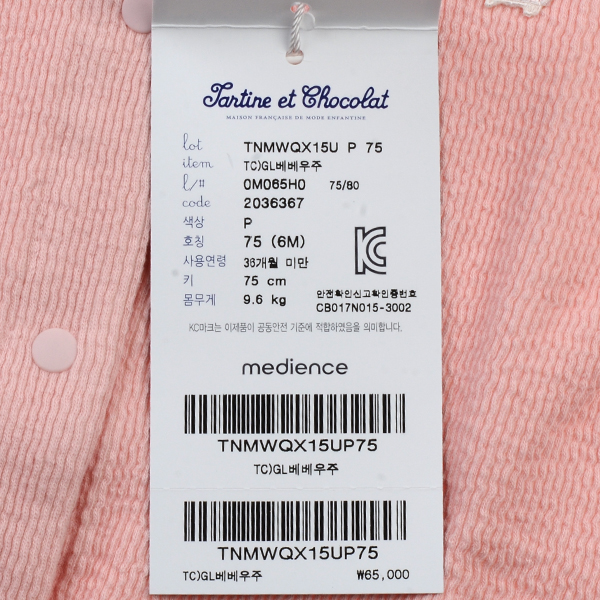 Tartine et Chocolat
MAISON FRANÇAISE DE MODE ENFANTINE
lot TNMWQX15U P 75
item TC)GL베베우주
l/# 0M065H0 75/80
code 2036367
색상 P
호칭 75 (6M)
사용연령 36개월 미만
키 75 cm
몸무게 9.6 kg
안전확인신고확인증번호
CB017N015-3002
KC마크는 이제품이 공동안전 기준에 적합하였음을 의미합니다.
medience
TNMWQX15UP75
TC)GL베베우주
TNMWQX15UP75
TC)GL베베우주 ₩65,000